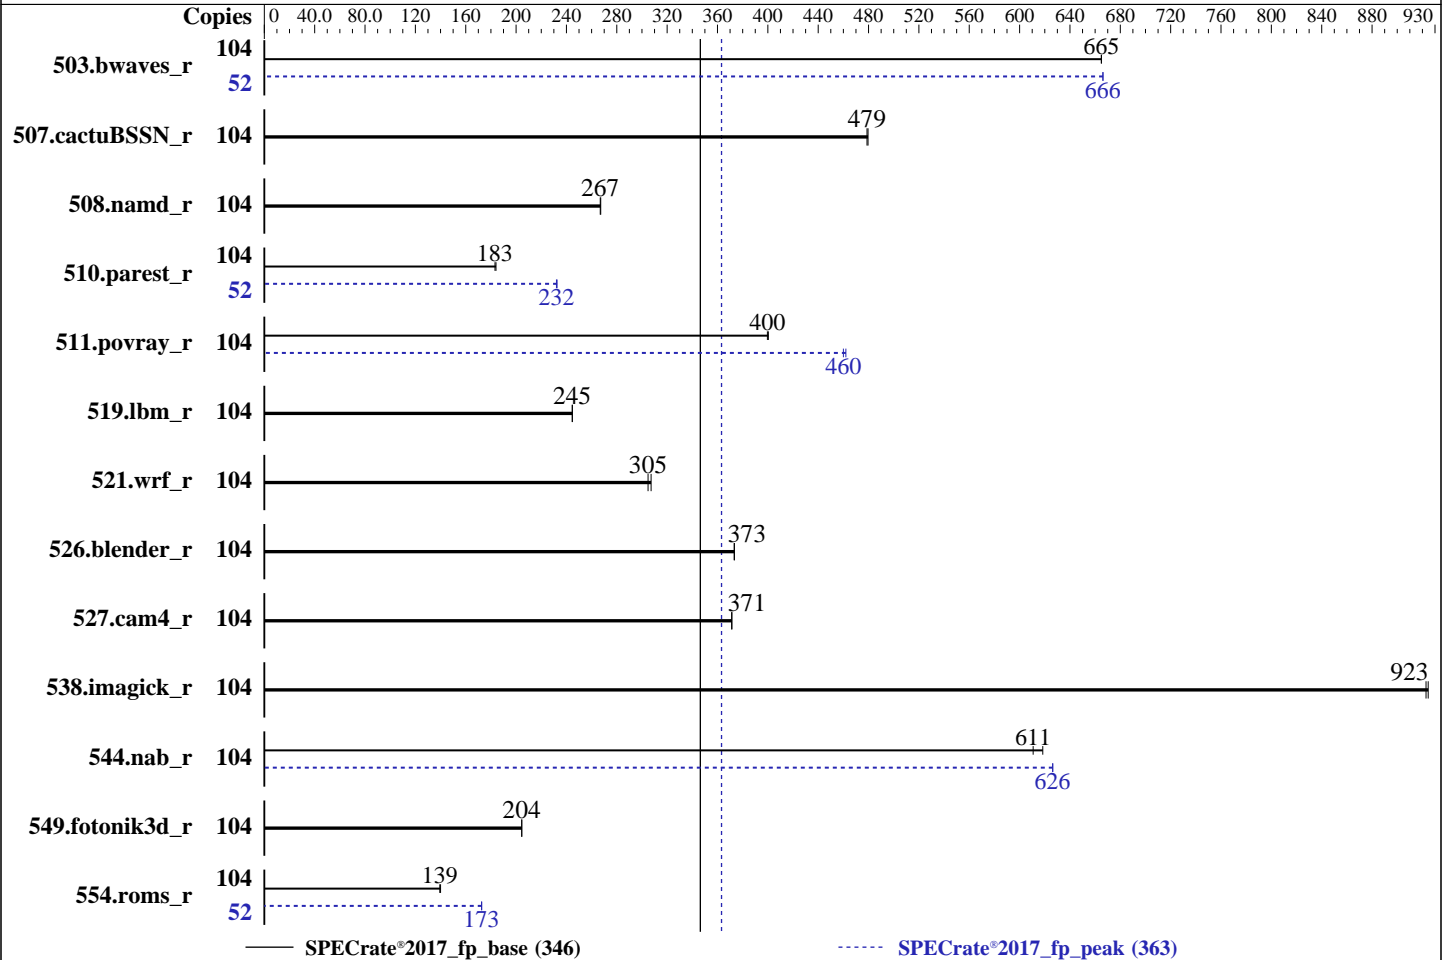 Copies 0 40.0 80.0 120 160 200 240 280 320 360 400 440 480 520 560 600 640 680 720 760 800 840 880 930
503.bwaves_r 104 665
52 666
507.cactuBSSN_r 104 479
508.namd_r 104 267
510.parest_r 104 183
52 232
511.povray_r 104 400
460
519.lbm_r 104 245
521.wrf_r 104 305
526.blender_r 104 373
527.cam4_r 104 371
538.imagick_r 104 923
544.nab_r 104 611
626
549.fotonik3d_r 104 204
554.roms_r 104 139
52 173
SPECrate®2017_fp_base (346) SPECrate®2017_fp_peak (363)